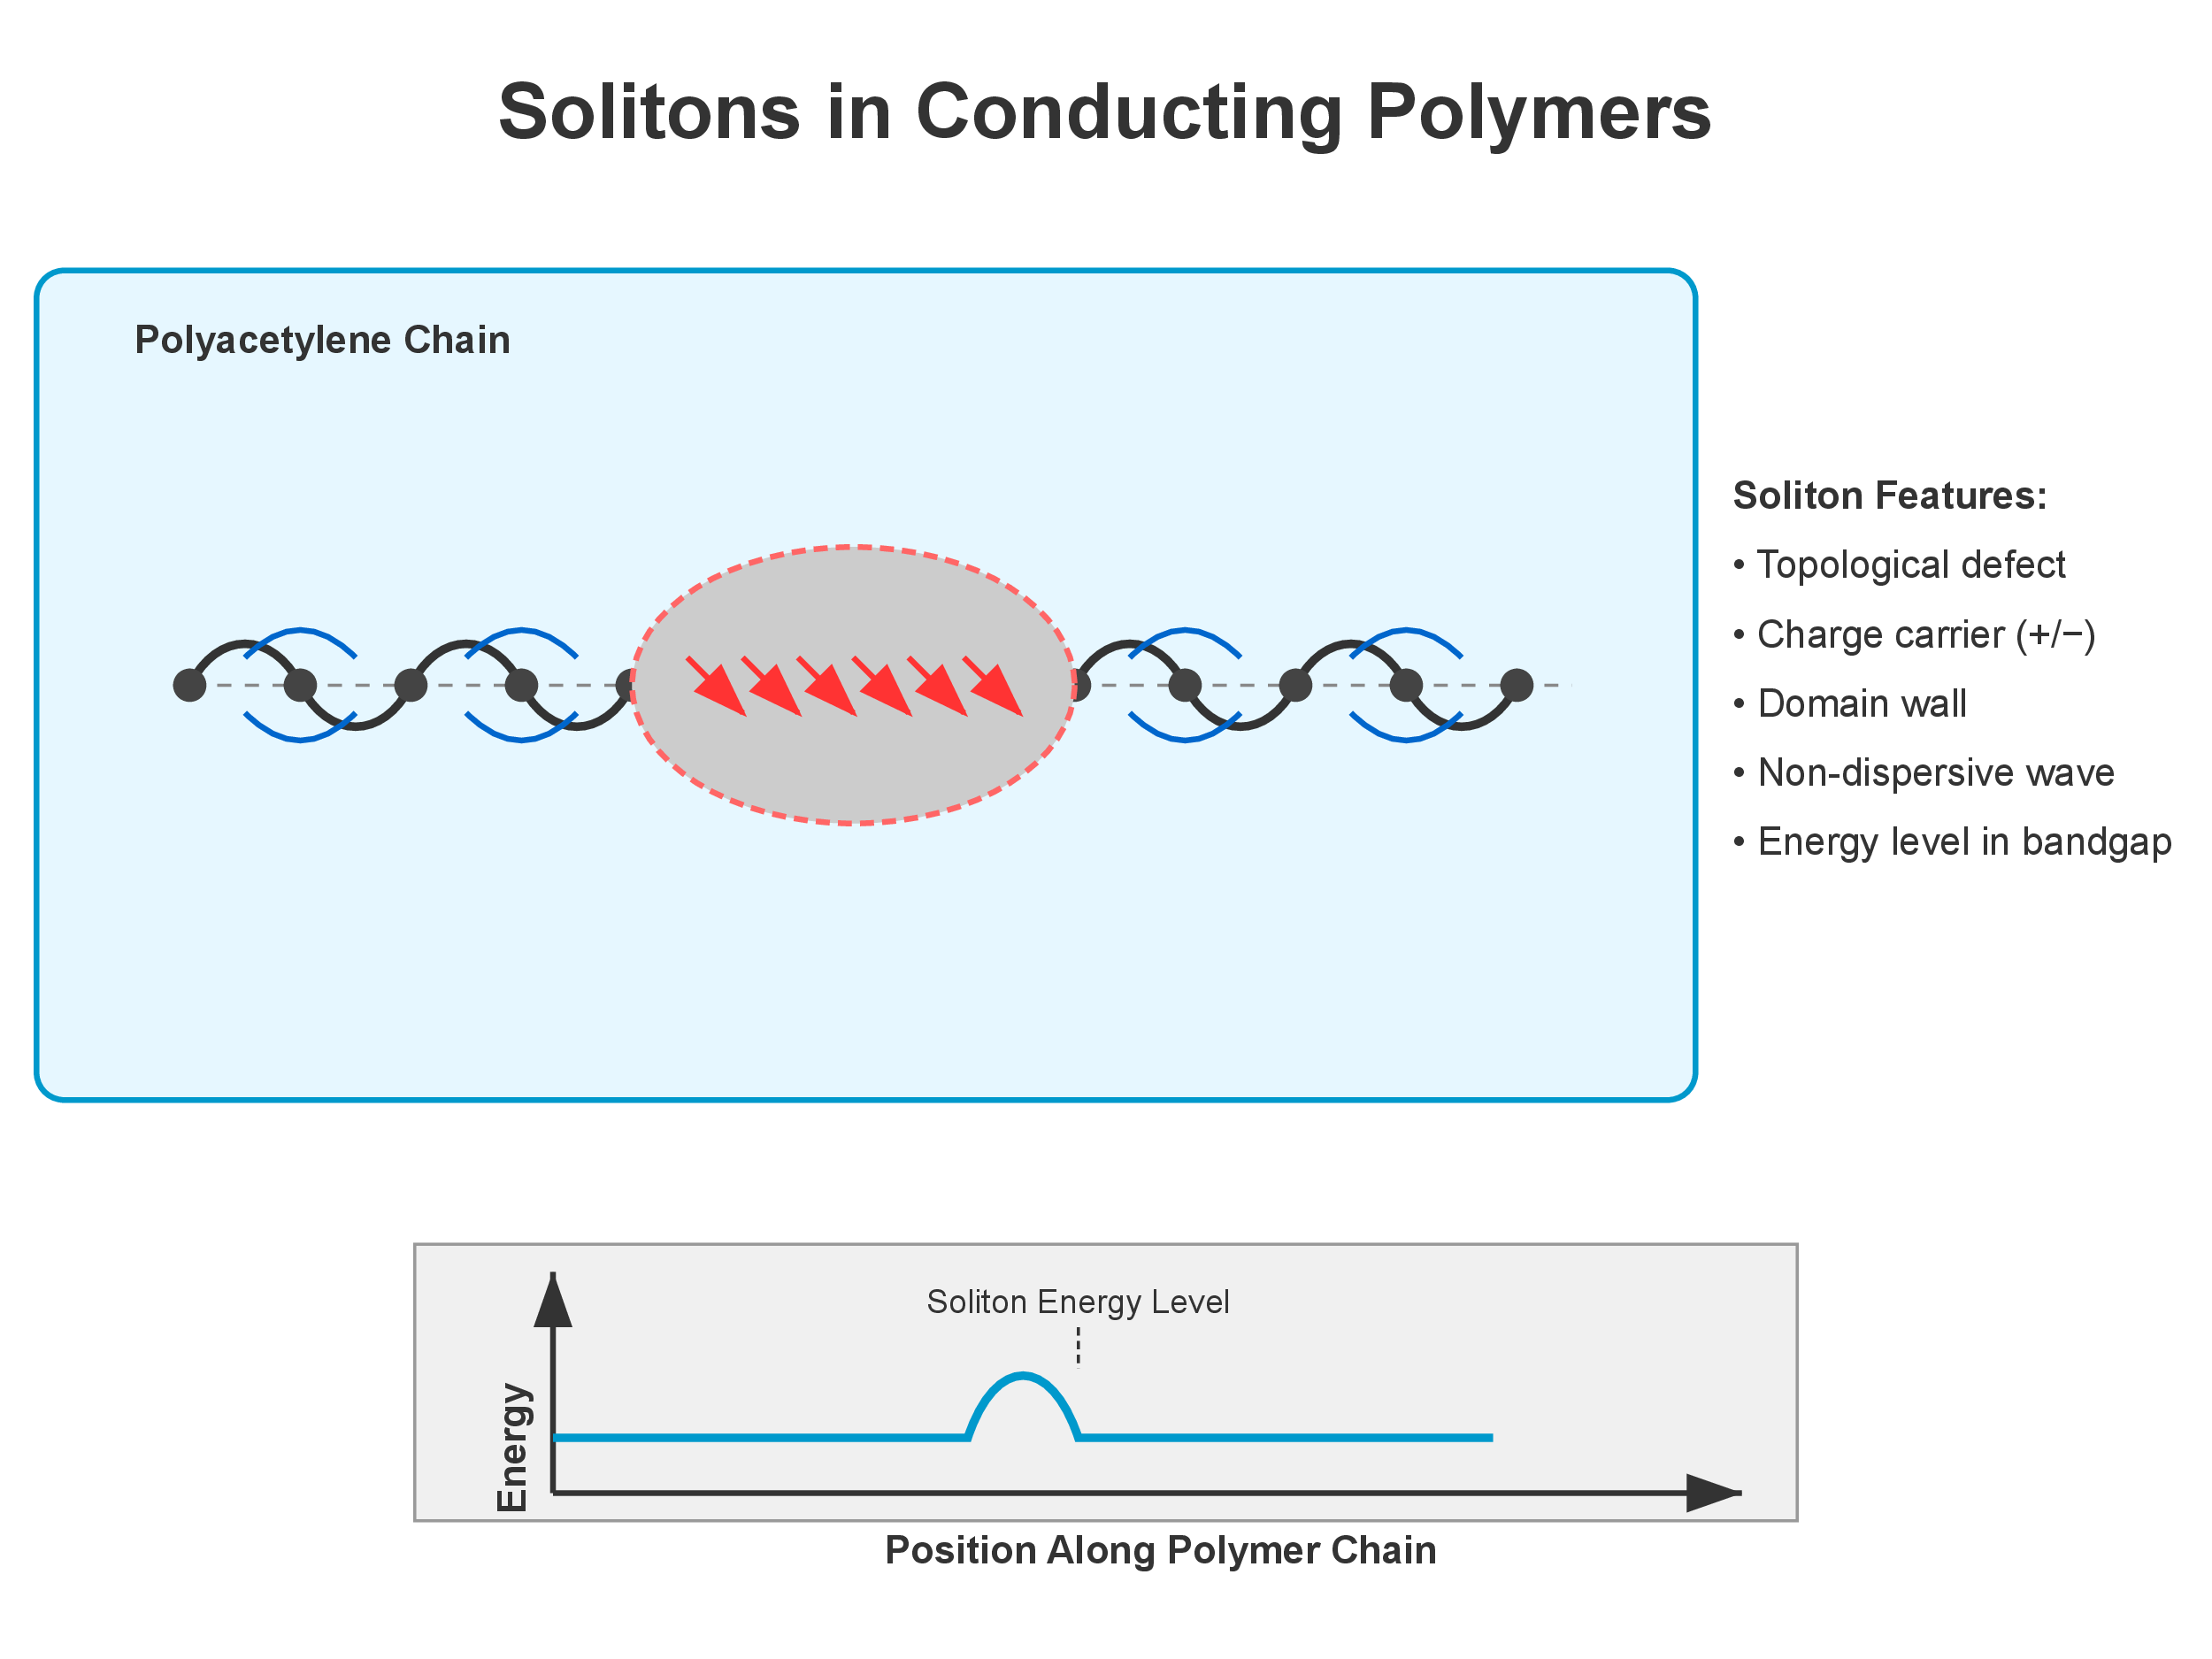 Solitons in Conducting Polymers
Polyacetylene Chain
Soliton Features:
• Topological defect
• Charge carrier (+/−)
• Domain wall
• Non-dispersive wave
• Energy level in bandgap
Soliton Energy Level
Energy
Position Along Polymer Chain